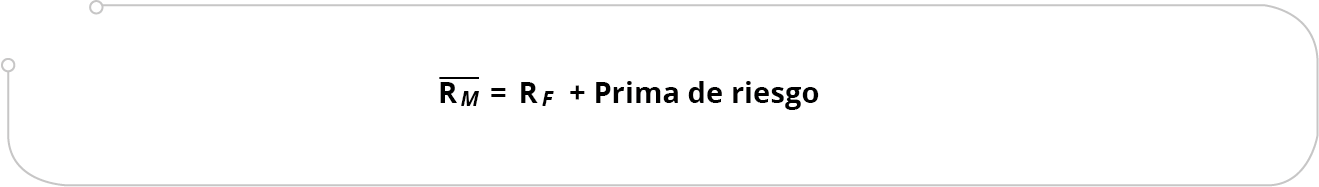 R̅M̅ = RF + Prima de riesgo